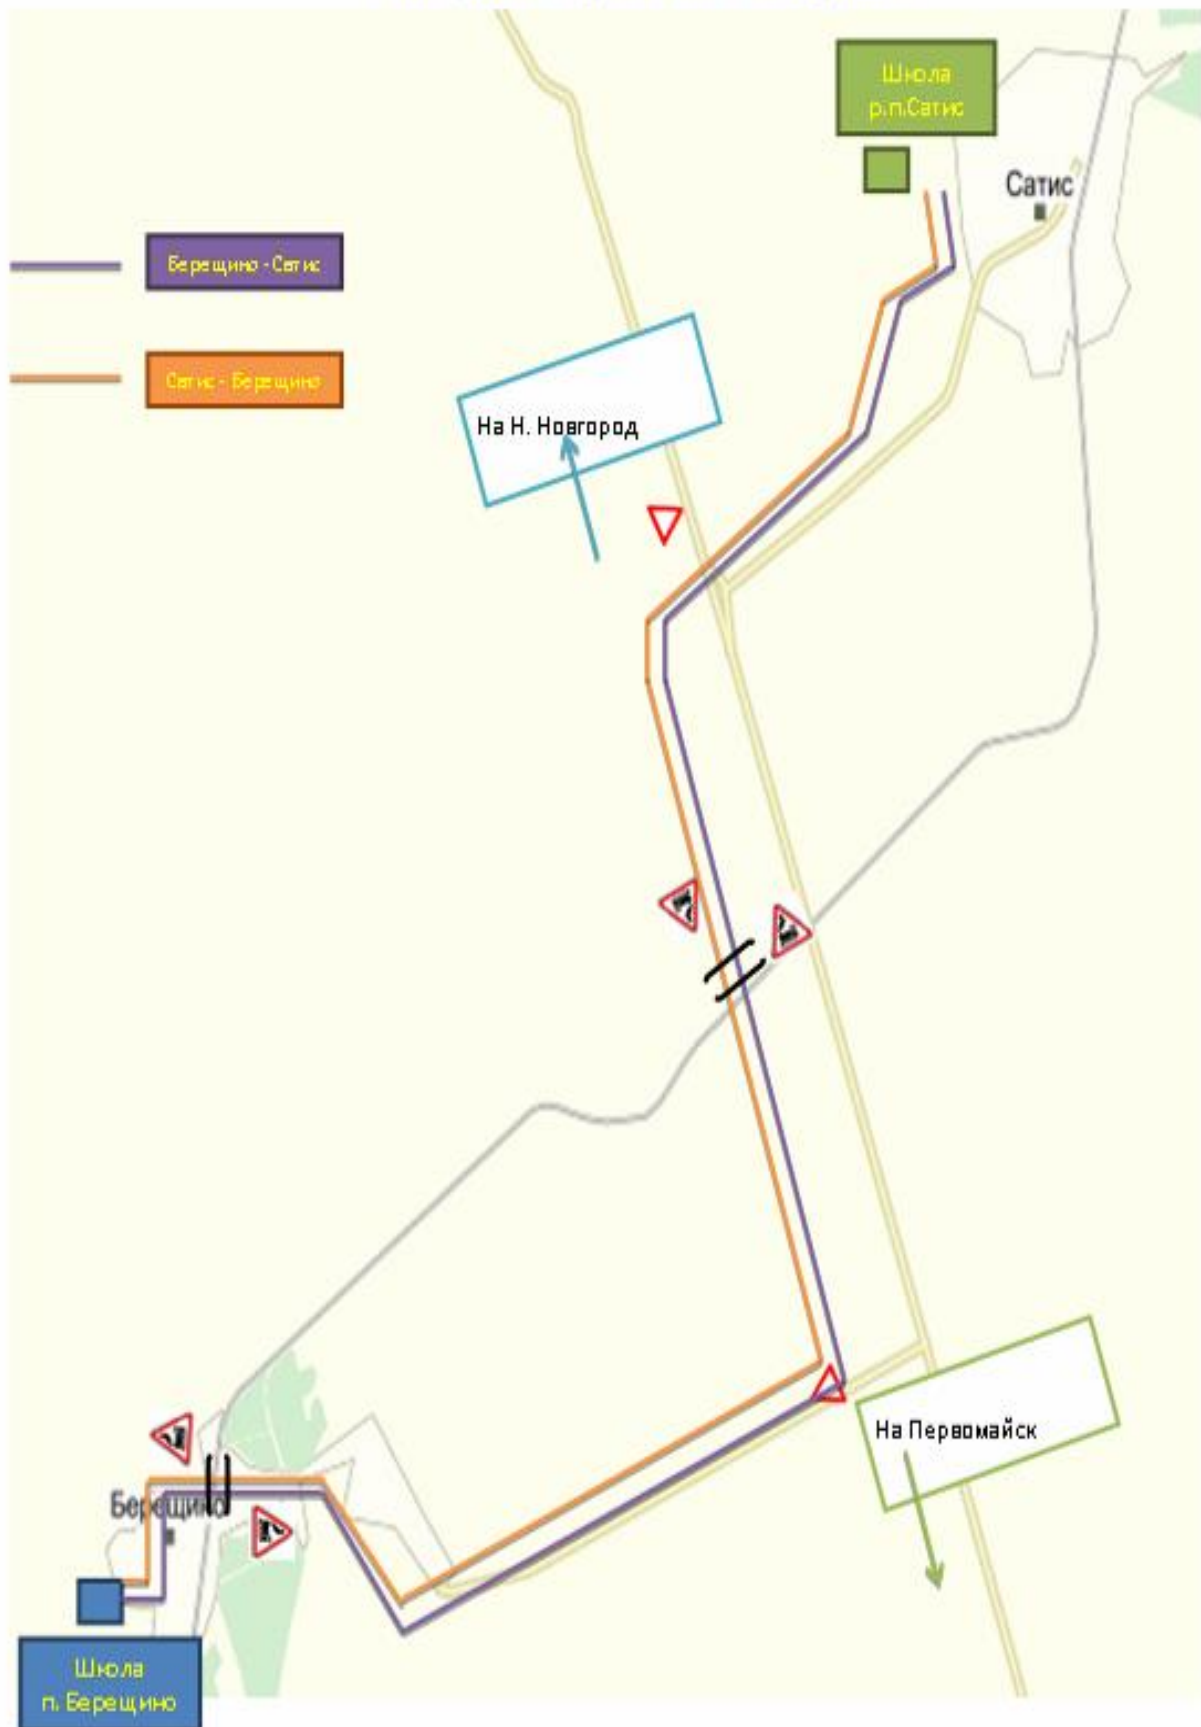 Школа
р.п.Сатис
Сатис
Берещино - Сатис
Сатис - Берещино
На Н. Новгород
На Первомайск
Берещино
Школа
п. Берещино